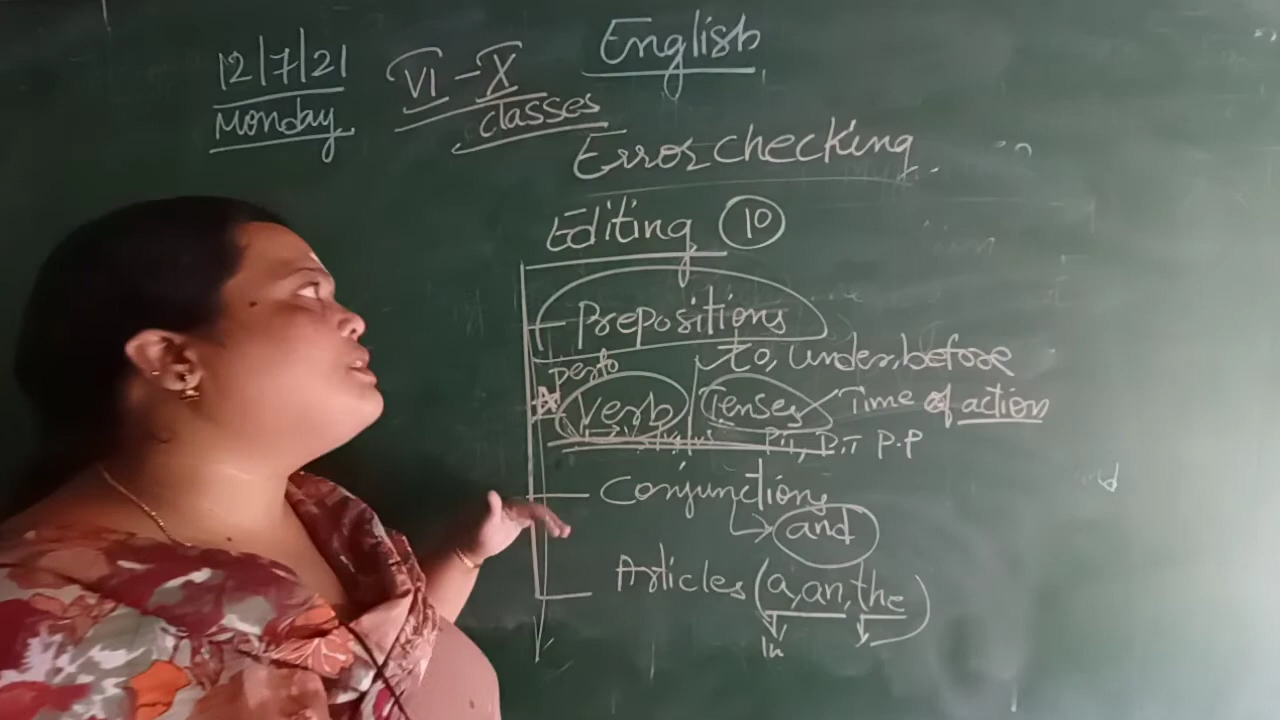 12/7/21
Monday
VI - X
classes
English
Error checking
Editing 10
Prepositions
to, under, before
Verb Tenses Time of action
P.T, P.T P.P
Conjunctions
and
Articles (a, an, the)
In